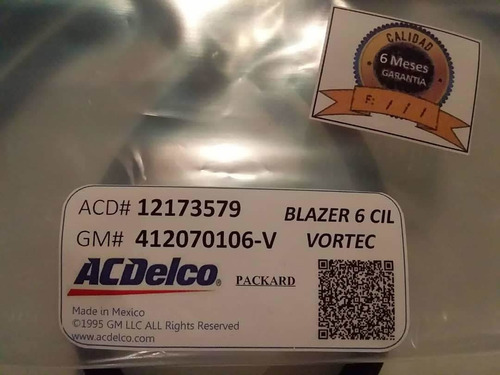 CALIDAD
6 Meses
GARANTIA
F: / / /
ACD# 12173579
BLAZER 6 CIL
GM# 412070106-V
VORTEC
ACDelco®
PACKARD
Made in Mexico
©1995 GM LLC ALL Rights Reserved
www.acdelco.com